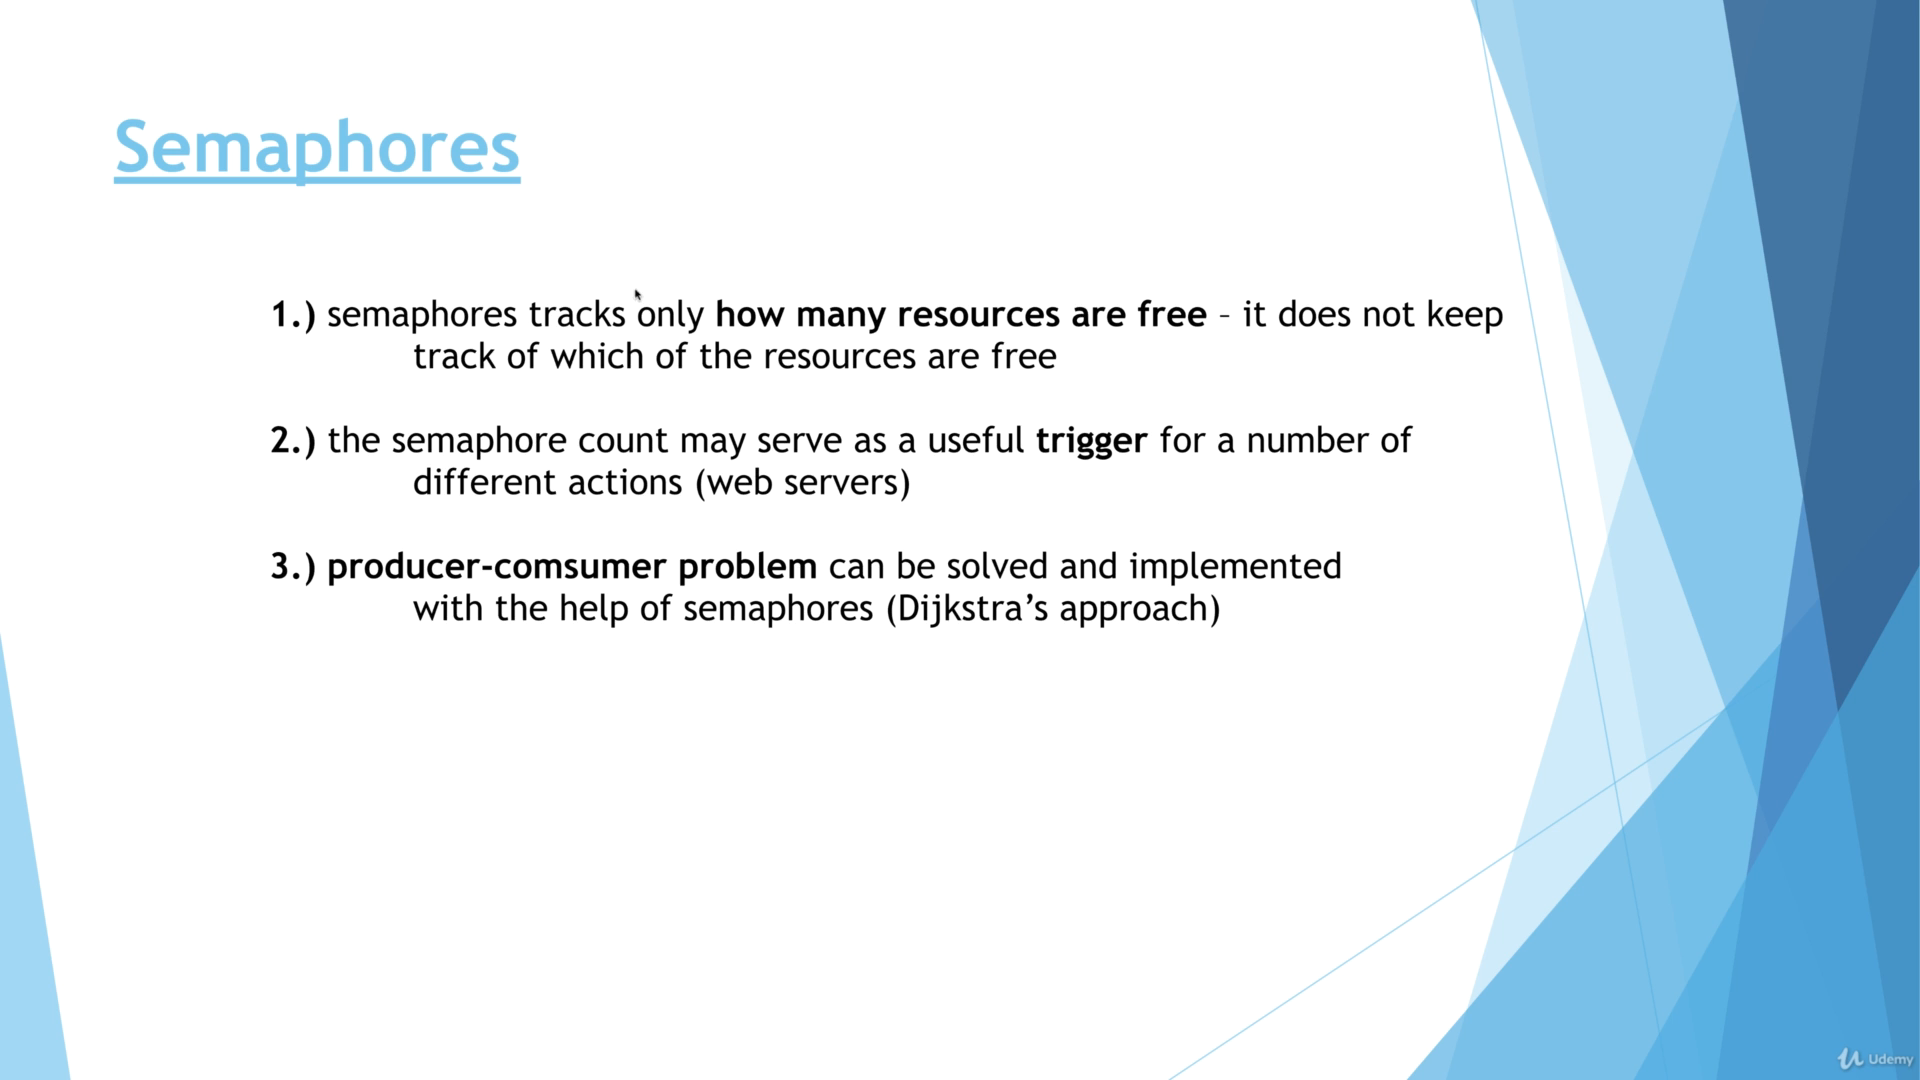 Semaphores
1.) semaphores tracks only how many resources are free – it does not keep
track of which of the resources are free
2.) the semaphore count may serve as a useful trigger for a number of
different actions (web servers)
3.) producer-comsumer problem can be solved and implemented
with the help of semaphores (Dijkstra’s approach)
Udemy